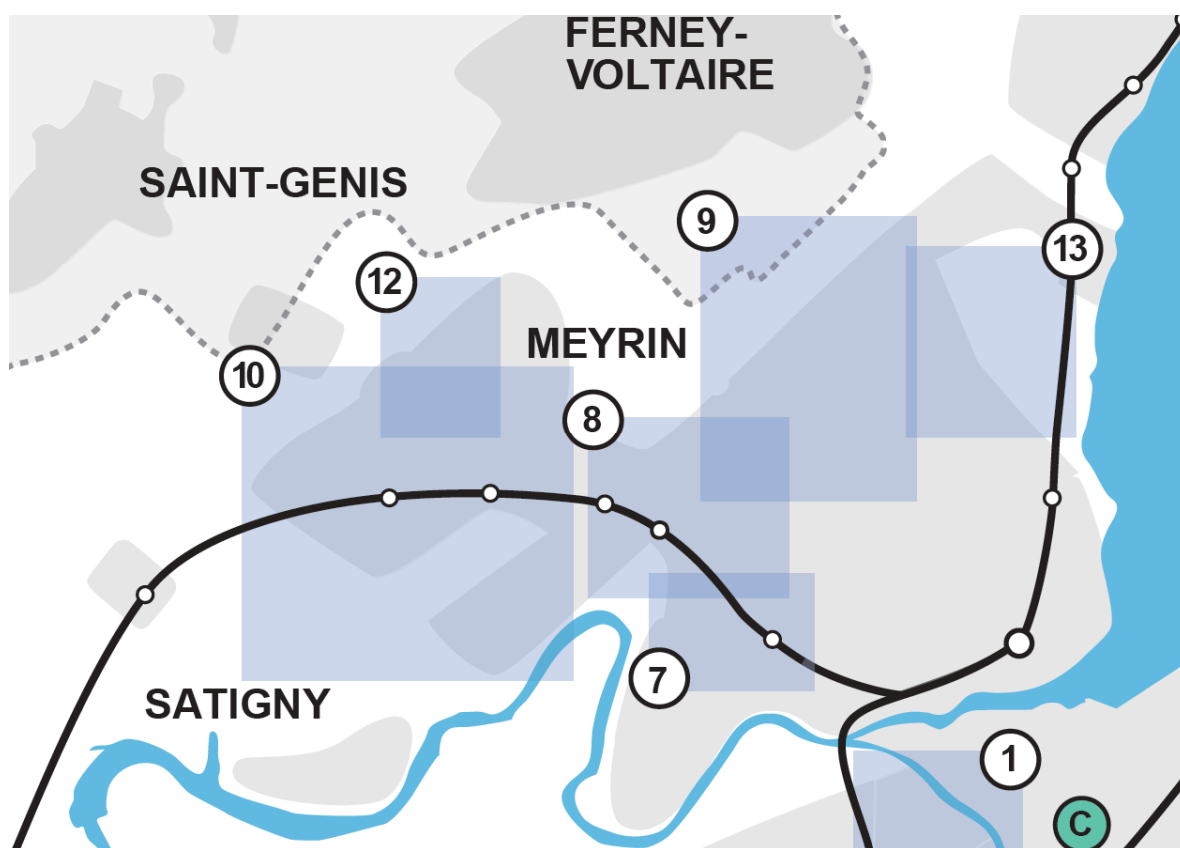 FERNEY-
VOLTAIRE
SAINT-GENIS
9
13
12
MEYRIN
10
8
7
SATIGNY
1
C